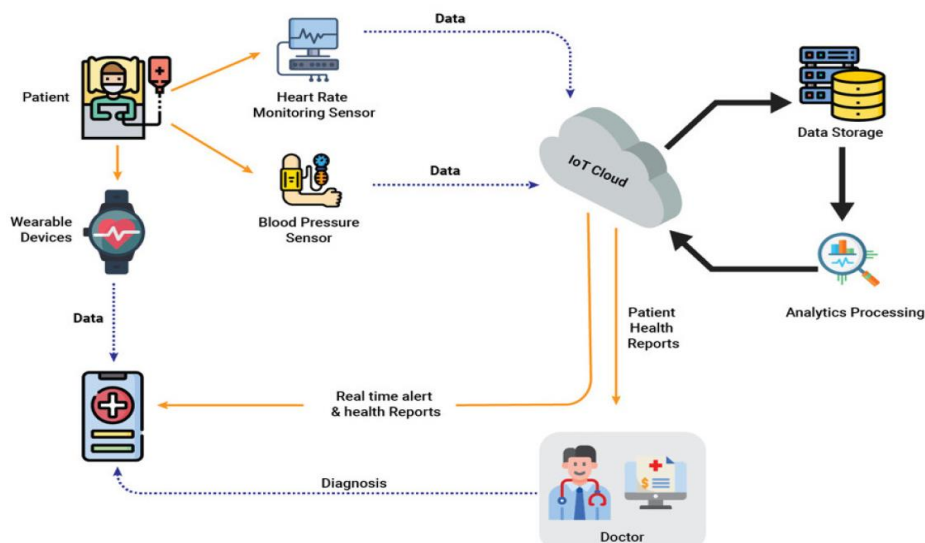 Data
Patient
Heart Rate
Monitoring Sensor
Data Storage
IoT Cloud
Data
Wearable
Devices
Blood Pressure
Sensor
Analytics Processing
Data
Patient
Health
Reports
Real time alert
& health Reports
Diagnosis
Doctor